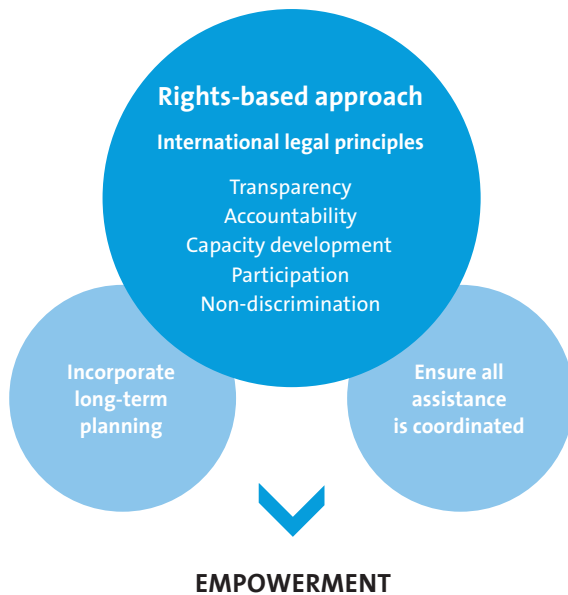 Rights-based approach
International legal principles
Transparency
Accountability
Capacity development
Participation
Non-discrimination
Incorporate
long-term
planning
Ensure all
assistance
is coordinated
EMPOWERMENT